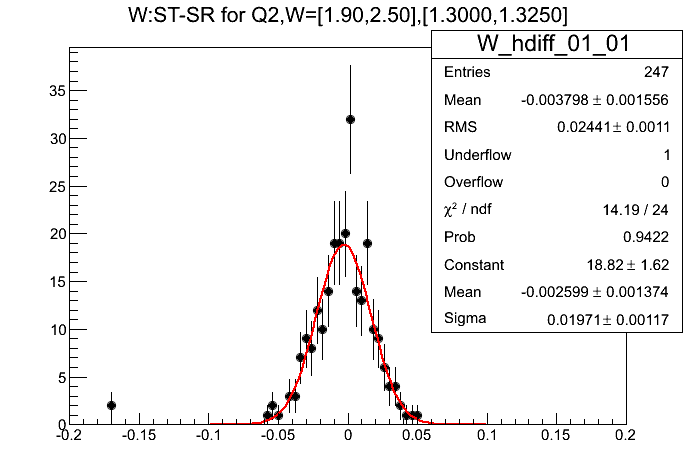 W:ST-SR for Q2,W=[1.90,2.50],[1.3000,1.3250]
W_hdiff_01_01
Entries 247
Mean -0.003798 ± 0.001556
RMS 0.02441 ± 0.0011
Underflow 1
Overflow 0
χ² / ndf 14.19 / 24
Prob 0.9422
Constant 18.82 ± 1.62
Mean -0.002599 ± 0.001374
Sigma 0.01971 ± 0.00117
35
30
25
20
15
10
5
0
-0.2 -0.15 -0.1 -0.05 0 0.05 0.1 0.15 0.2